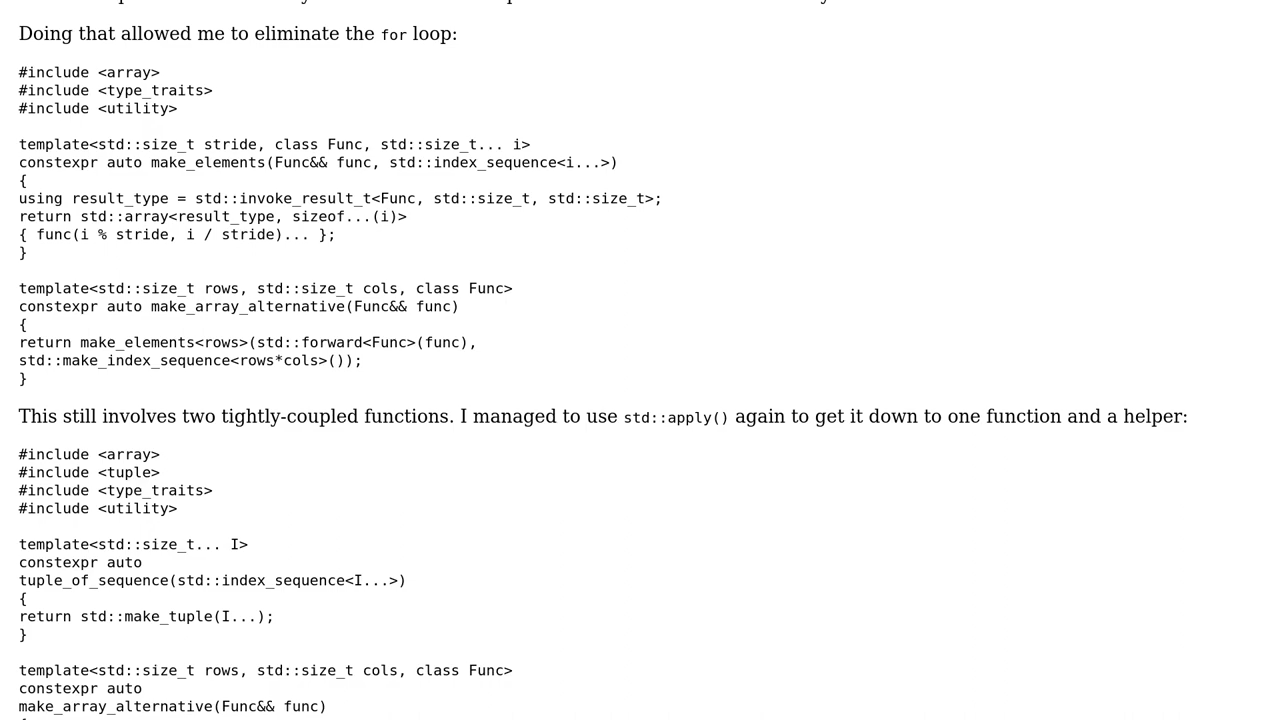 Doing that allowed me to eliminate the for loop:
#include <array>
#include <type_traits>
#include <utility>
template<std::size_t stride, class Func, std::size_t... i>
constexpr auto make_elements(Func&& func, std::index_sequence<i...>)
{
using result_type = std::invoke_result_t<Func, std::size_t, std::size_t>;
return std::array<result_type, sizeof...(i)>
{ func(i % stride, i / stride)... };
}
template<std::size_t rows, std::size_t cols, class Func>
constexpr auto make_array_alternative(Func&& func)
{
return make_elements<rows>(std::forward<Func>(func),
std::make_index_sequence<rows*cols>());
}
This still involves two tightly-coupled functions. I managed to use std::apply() again to get it down to one function and a helper:
#include <array>
#include <tuple>
#include <type_traits>
#include <utility>
template<std::size_t... I>
constexpr auto
tuple_of_sequence(std::index_sequence<I...>)
{
return std::make_tuple(I...);
}
template<std::size_t rows, std::size_t cols, class Func>
constexpr auto
make_array_alternative(Func&& func)